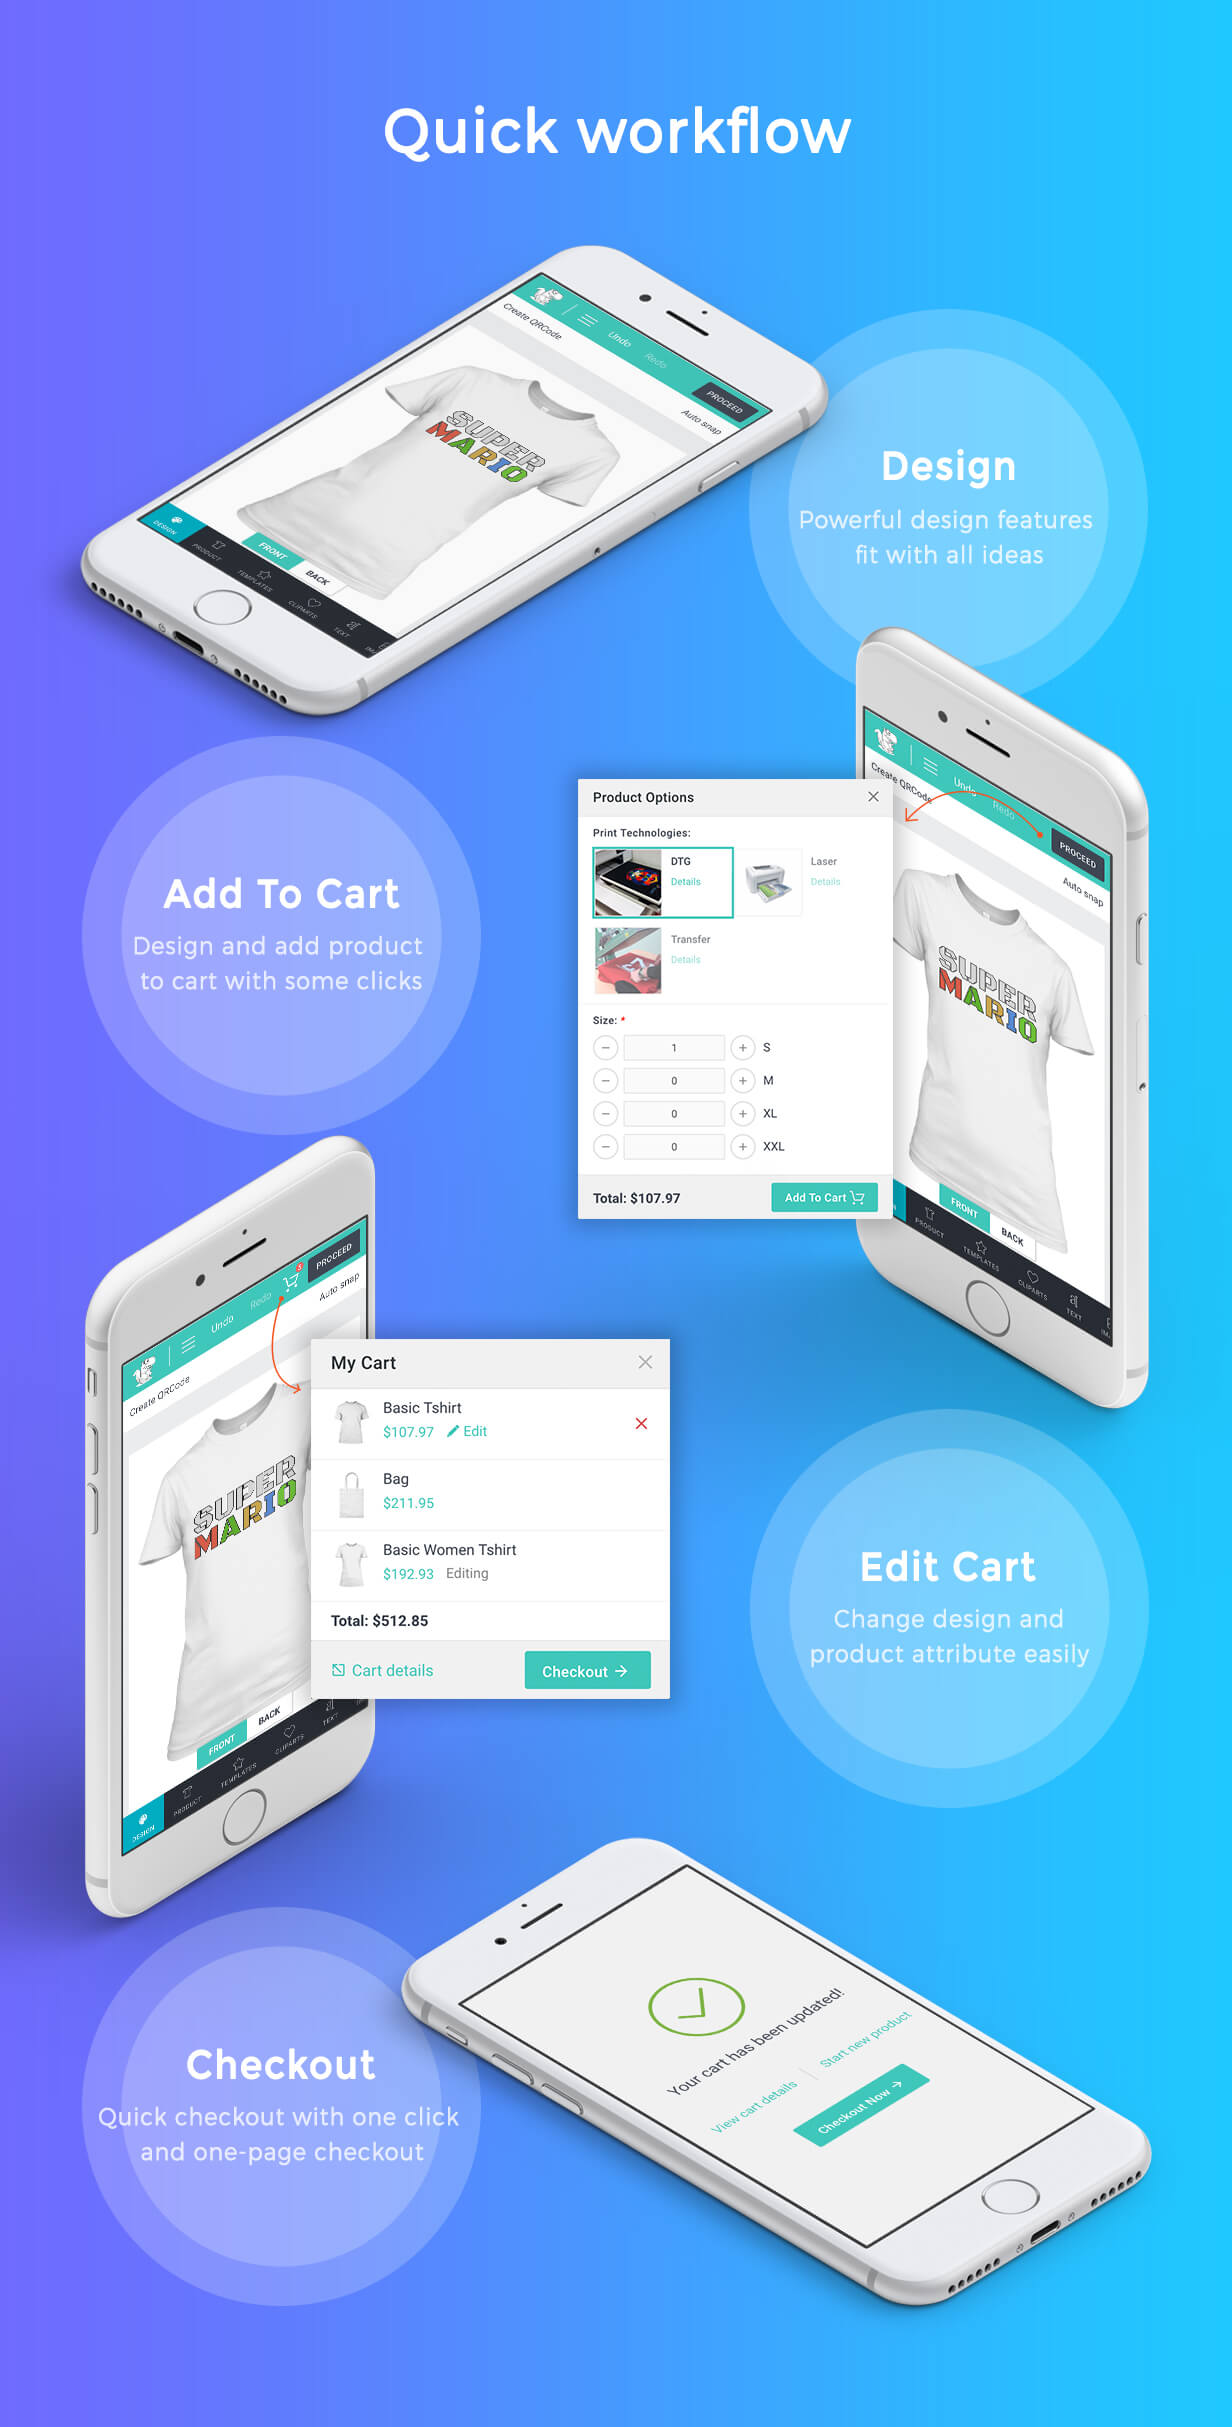 Quick workflow
Create QRCode
Undo
Redo
PROCEED
Auto snap
SUPER
MARIO
FRONT
BACK
DESIGN
PRODUCT
TEMPLATES
CLIPARTS
TEXT
Design
Powerful design features
fit with all ideas
Add To Cart
Design and add product
to cart with some clicks
Product Options
Print Technologies:
DTG
Details
Laser
Details
Transfer
Details
Size: *
1 S
0 M
0 XL
0 XXL
Total: $107.97
Add To Cart
Create QRCode
Undo
Redo
PROCEED
Auto snap
SUPER
MARIO
FRONT
BACK
PRODUCT
TEMPLATES
CLIPARTS
TEXT
Create QRCode
Undo
Redo
3
PROCEED
Auto snap
SUPER
MARIO
FRONT
BACK
DESIGN
PRODUCT
TEMPLATES
CLIPARTS
TEXT
My Cart
Basic Tshirt
$107.97 Edit
Bag
$211.95
Basic Women Tshirt
$192.93 Editing
Total: $512.85
Cart details
Checkout
Edit Cart
Change design and
product attribute easily
Checkout
Quick checkout with one click
and one-page checkout
Your cart has been updated!
View cart details
Start new product
Checkout Now